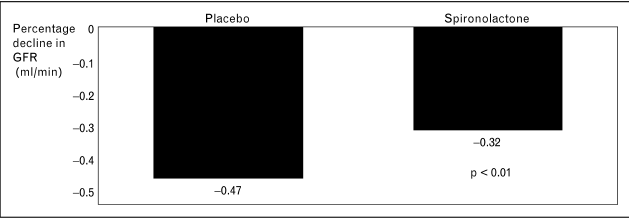 Percentage
decline in
GFR
(ml/min)
Placebo
Spironolactone
0
–0.1
–0.2
–0.3
–0.4
–0.5
–0.47
–0.32
p < 0.01